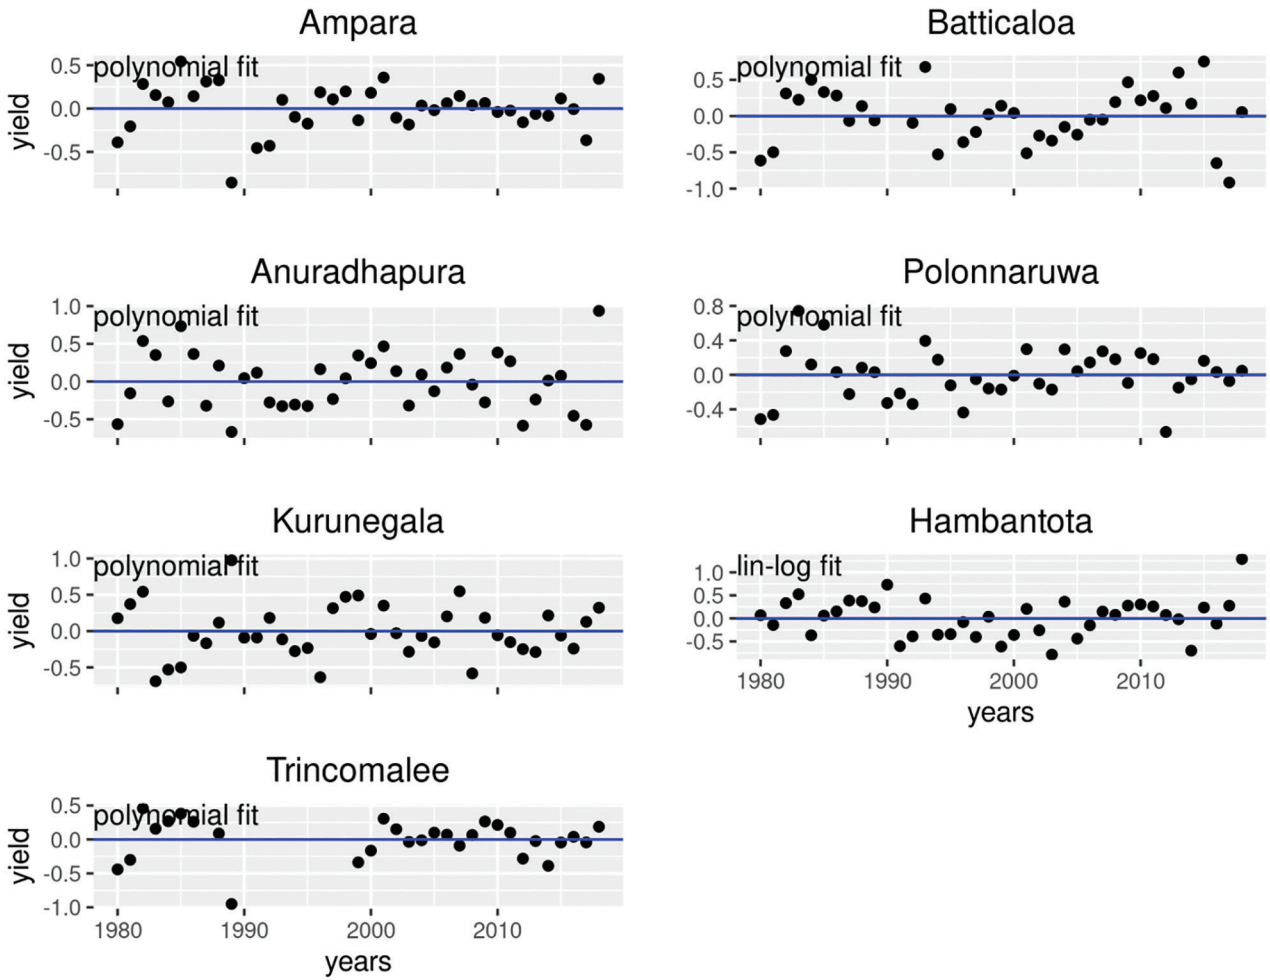 Ampara
polynomial fit
yield
0.5
0.0
-0.5
Batticaloa
polynomial fit
0.5
0.0
-0.5
-1.0
Anuradhapura
polynomial fit
yield
1.0
0.5
0.0
-0.5
Polonnaruwa
polynomial fit
0.8
0.4
0.0
-0.4
Kurunegala
polynomial fit
yield
1.0
0.5
0.0
-0.5
Hambantota
lin-log fit
1.0
0.5
0.0
-0.5
1980 1990 2000 2010
years
Trincomalee
polynomial fit
yield
0.5
0.0
-0.5
-1.0
1980 1990 2000 2010
years